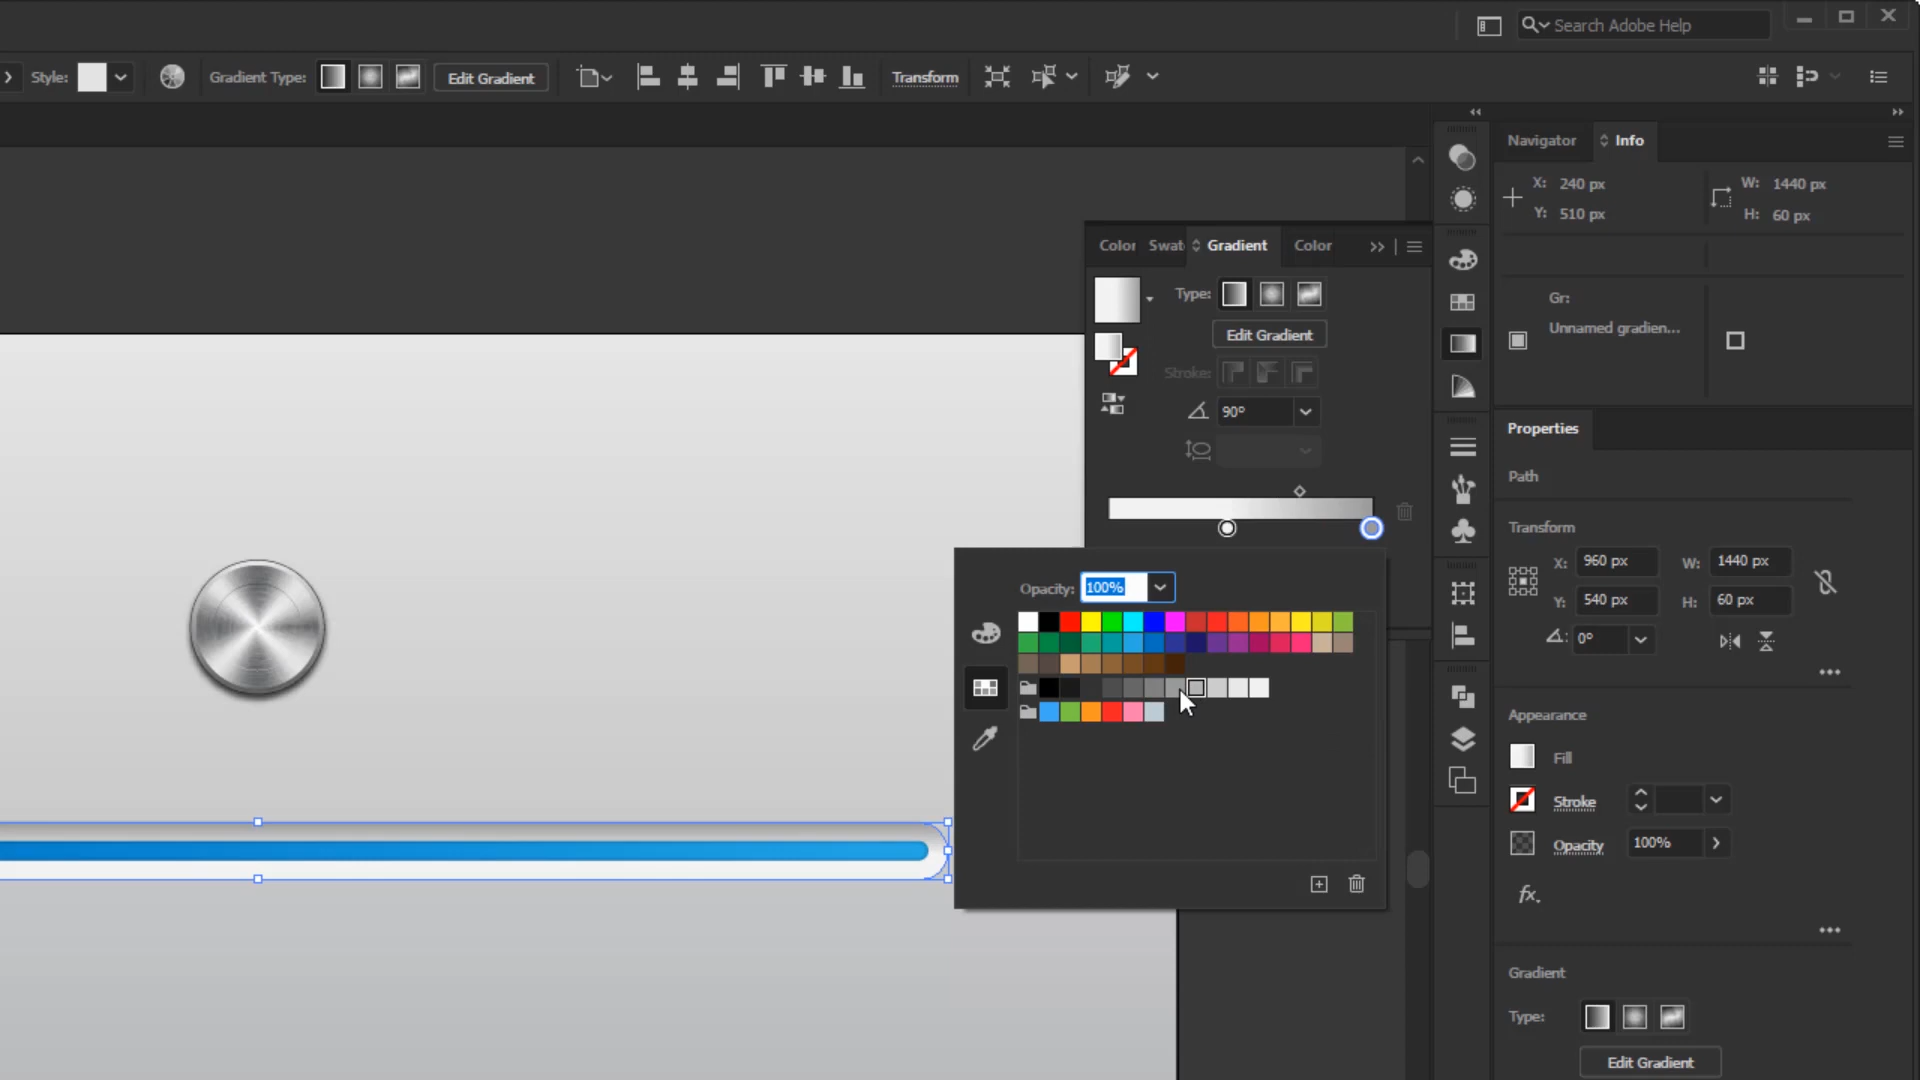 Search Adobe Help
Style:
Gradient Type:
Edit Gradient
Transform
Navigator
Info
X: 240 px
Y: 510 px
W: 1440 px
H: 60 px
Gr:
Unnamed gradien...
Color
Swat
Gradient
Color
Type:
Edit Gradient
Stroke:
90°
Opacity: 100%
Properties
Path
Transform
X: 960 px
W: 1440 px
Y: 540 px
H: 60 px
0°
Appearance
Fill
Stroke
Opacity
100%
fx.
Gradient
Type:
Edit Gradient